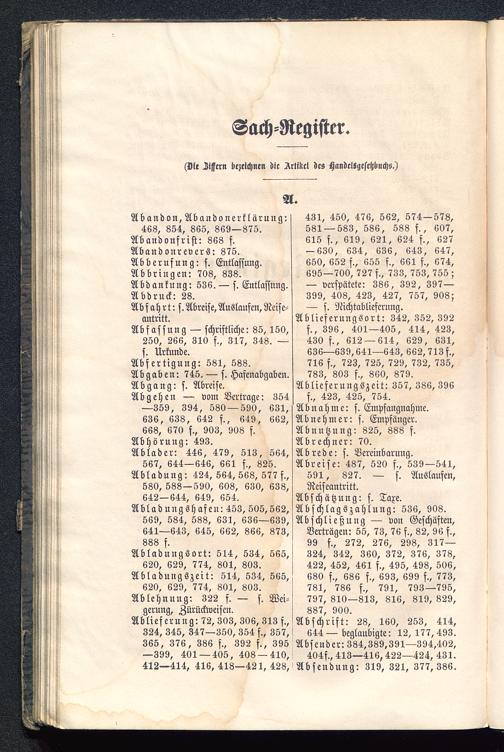 Sach-Register.
(Die Ziffern bezeichnen die Artikel des Handelsgesetzbuchs.)
A.
Abandon, Abandonerklärung:
468, 854, 865, 869—875.
Abandonfrist: 868 f.
Abandonrevers: 875.
Abberufung: s. Entlassung.
Abbringen: 708, 838.
Abdankung: 536. — s. Entlassung.
Abdruck: 28.
Abfahrt: s. Abreise, Auslaufen, Reise-
antritt.
Abfassung — schriftliche: 85, 150,
250, 266, 310 f., 317, 348. —
s. Urkunde.
Abfertigung: 581, 588.
Abgaben: 745. — s. Hafenabgaben.
Abgang: s. Abreise.
Abgehen — vom Vertrage: 354
—359, 394, 580—590, 631,
636, 638, 642 f., 649, 662,
668, 670 f., 903, 908 f.
Abhörung: 493.
Ablader: 446, 479, 513, 564,
567, 644—646, 661 f., 825.
Abladung: 424, 564, 568, 577 f.,
580, 588—590, 608, 630, 638,
642—644, 649, 654.
Abladungshafen: 453, 505, 562,
569, 584, 588, 631, 636—639,
641—643, 645, 662, 866, 873,
888 f.
Abladungsort: 514, 534, 565,
620, 629, 774, 801, 803.
Abladungszeit: 514, 534, 565,
620, 629, 774, 801, 803.
Ablehnung: 322 f. — s. Wei-
gerung, Zurückweisen.
Ablieferung: 72, 303, 306, 313 f.,
324, 345, 347—350, 354 f., 357,
365, 376, 386 f., 392 f., 395
—399, 401—405, 408—410,
412—414, 416, 418—421, 428,
431, 450, 476, 562, 574—578,
581—583, 586, 588 f., 607,
615 f., 619, 621, 624 f., 627
—630, 634, 636, 643, 647,
650, 652 f., 655 f., 661 f., 674,
695—700, 727 f., 733, 753, 755;
— verspätete: 386, 392, 397—
399, 408, 423, 427, 757, 908;
— s. Nichtablieferung.
Ablieferungsort: 342, 352, 392
f., 396, 401—405, 414, 423,
430 f., 612—614, 629, 631,
636—639, 641—643, 662, 713 f.,
716 f., 723, 725, 729, 732, 735,
783, 803 f., 860, 879.
Ablieferungszeit: 357, 386, 396
f., 423, 425, 754.
Abnahme: s. Empfangnahme.
Abnehmer: s. Empfänger.
Abnutzung: 825, 888 f.
Abrechner: 70.
Abrede: s. Vereinbarung.
Abreise: 487, 520 f., 539—541,
591, 827. — s. Auslaufen,
Reiseantritt.
Abschätzung: s. Taxe.
Abschlagszahlung: 536, 908.
Abschließung — von Geschäften,
Verträgen: 55, 73, 76 f., 82, 96 f.,
99 f., 272, 276, 298, 317—
324, 342, 360, 372, 376, 378,
422, 452, 461 f., 495, 498, 506,
680 f., 686 f., 693, 699 f., 773,
781, 786 f., 791, 793—795,
797, 810—813, 816, 819, 829,
887, 900.
Abschrift: 28, 160, 253, 414,
644 — beglaubigte: 12, 177, 493.
Absender: 384, 389, 391—394, 402,
404 f., 413—416, 422—424, 431.
Absendung: 319, 321, 377, 386.